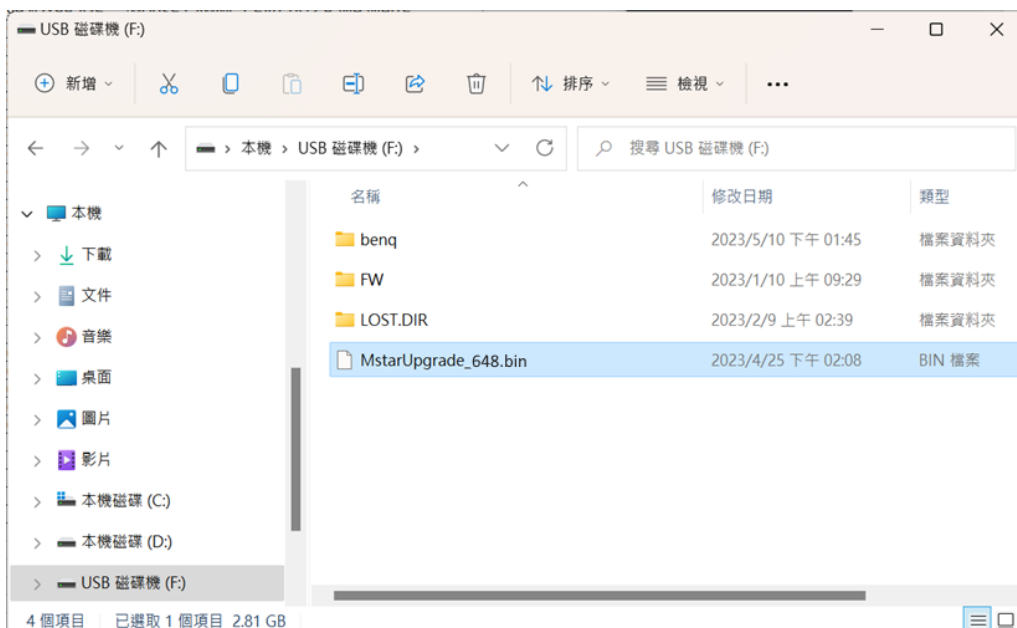 USB 磁碟機 (F:)
新增 排序 檢視
本機 › USB 磁碟機 (F:) › 搜尋 USB 磁碟機 (F:)
名稱 修改日期 類型
本機
下載
文件
音樂
桌面
圖片
影片
本機磁碟 (C:)
本機磁碟 (D:)
USB 磁碟機 (F:)
benq 2023/5/10 下午 01:45 檔案資料夾
FW 2023/1/10 上午 09:29 檔案資料夾
LOST.DIR 2023/2/9 上午 02:39 檔案資料夾
MstarUpgrade_648.bin 2023/4/25 下午 02:08 BIN 檔案
4 個項目 已選取 1 個項目 2.81 GB